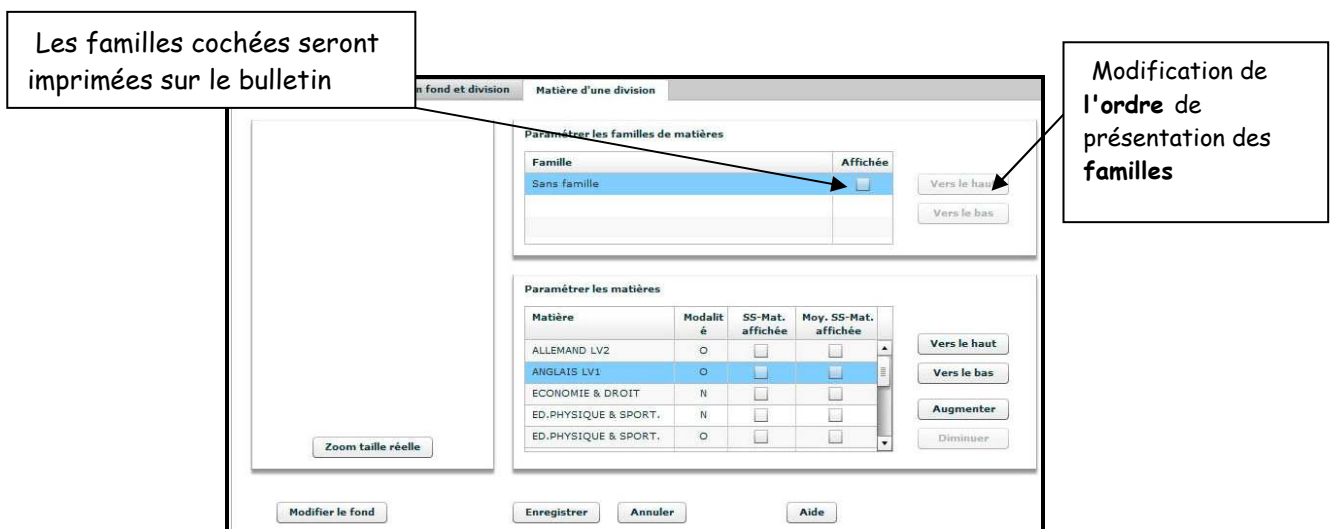 Les familles cochées seront
imprimées sur le bulletin
Modification de
l'ordre de
présentation des
familles
n fond et division Matière d'une division
Paramétrer les familles de matières
Famille Affichée
Sans famille
Vers le haut
Vers le bas
Paramétrer les matières
Matière Modalit SS-Mat. Moy. SS-Mat.
é affichée affichée
ALLEMAND LV2 O
ANGLAIS LV1 O
ECONOMIE & DROIT N
ED.PHYSIQUE & SPORT. N
ED.PHYSIQUE & SPORT. O
Vers le haut
Vers le bas
Augmenter
Diminuer
Zoom taille réelle
Modifier le fond Enregistrer Annuler Aide